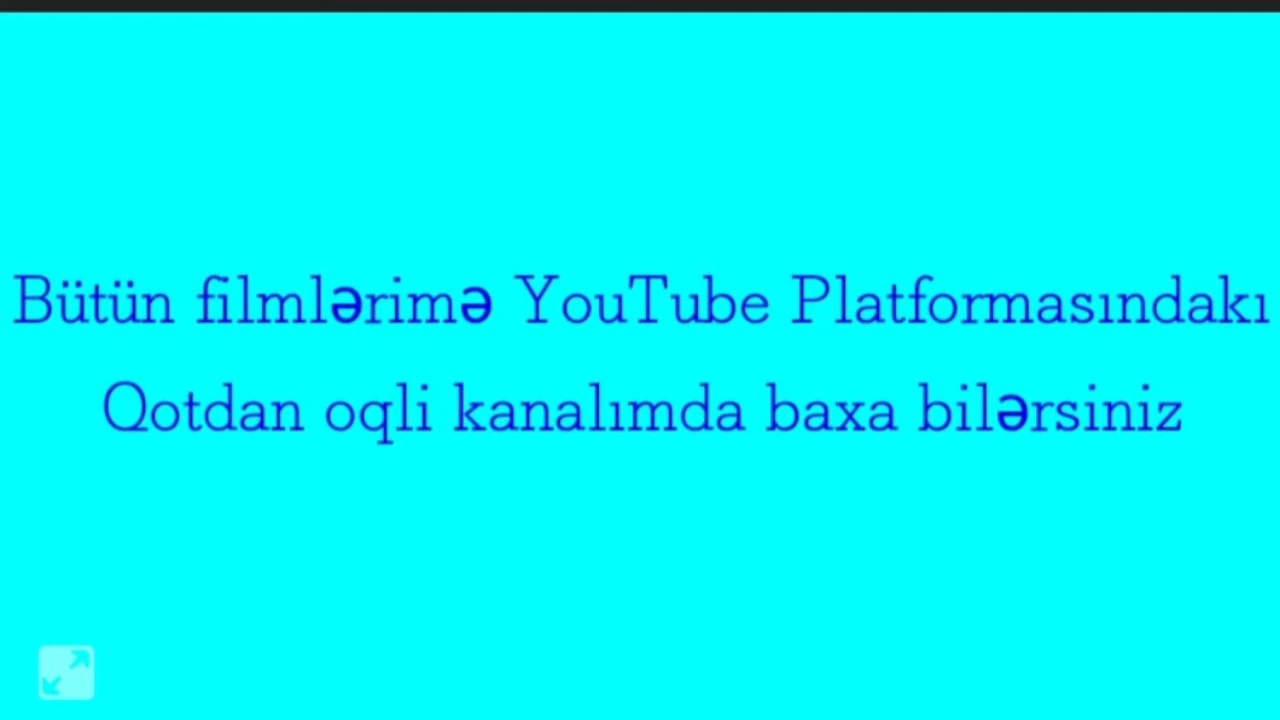 Bütün filmlərimə YouTube Platformasındakı
Qotdan oqli kanalımda baxa bilərsiniz